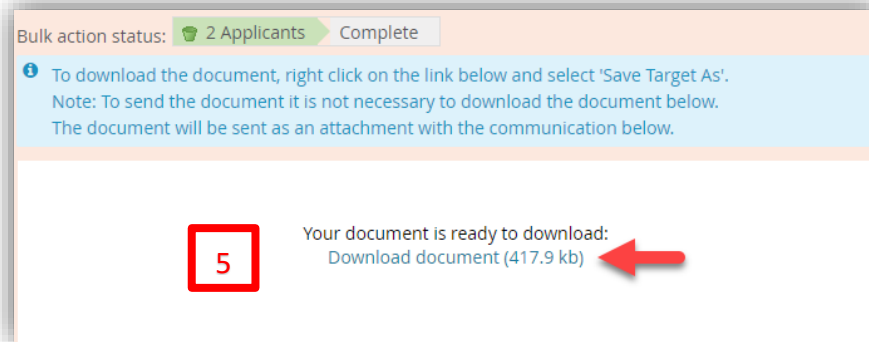 Bulk action status: 2 Applicants Complete
To download the document, right click on the link below and select 'Save Target As'.
Note: To send the document it is not necessary to download the document below.
The document will be sent as an attachment with the communication below.
Your document is ready to download:
5 Download document (417.9 kb)